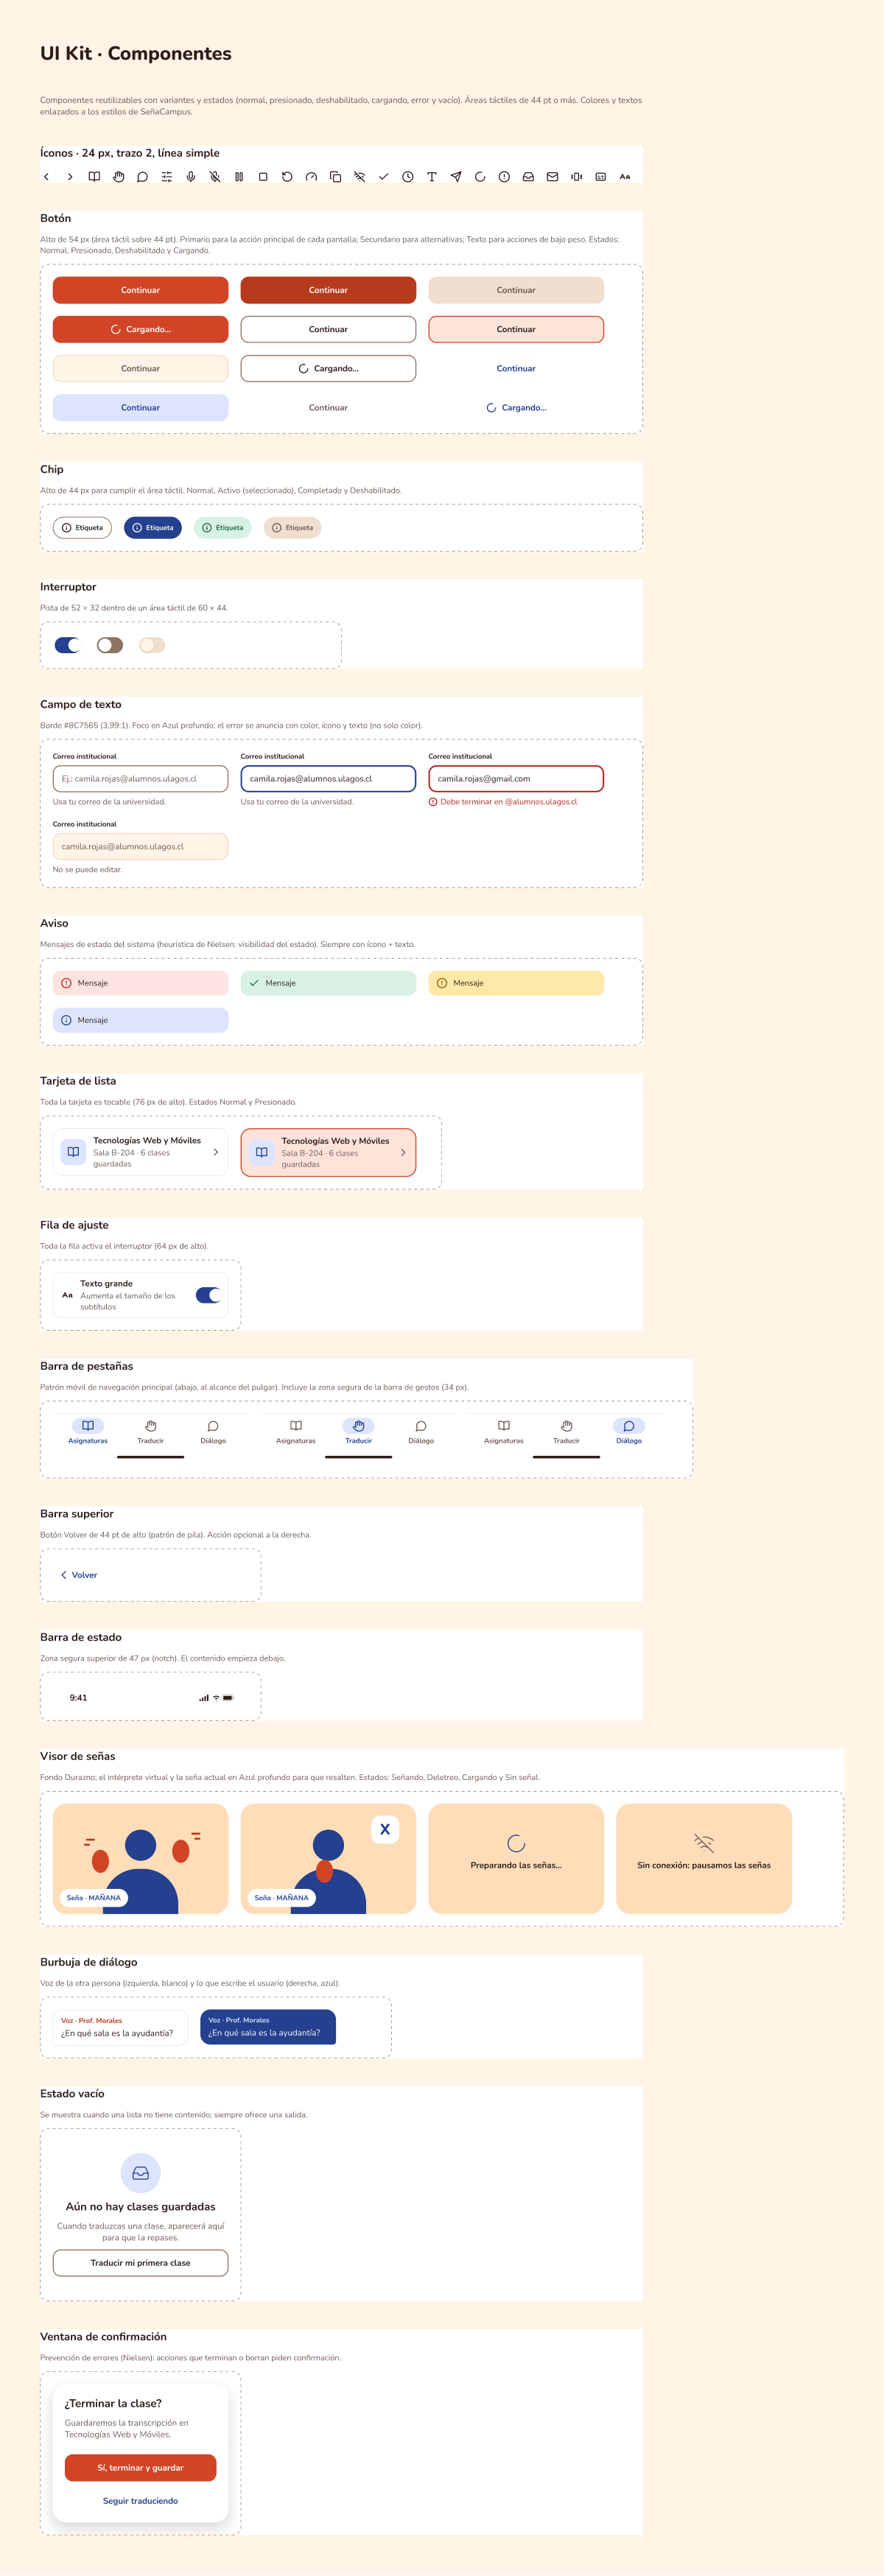 UI Kit · Componentes
Componentes reutilizables con variantes y estados (normal, presionado, deshabilitado, cargando, error y vacío). Áreas táctiles de 44 pt o más. Colores y textos
enlazados a los estilos de SeñaCampus.
Íconos · 24 px, trazo 2, línea simple
Aa
Botón
Alto de 54 px (área táctil sobre 44 pt). Primario para la acción principal de cada pantalla; Secundario para alternativas; Texto para acciones de bajo peso. Estados:
Normal, Presionado, Deshabilitado y Cargando.
Continuar
Continuar
Continuar
Cargando...
Continuar
Continuar
Continuar
Cargando...
Continuar
Continuar
Continuar
Cargando...
Chip
Alto de 44 px para cumplir el área táctil. Normal, Activo (seleccionado), Completado y Deshabilitado.
Etiqueta
Etiqueta
Etiqueta
Etiqueta
Interruptor
Pista de 52 × 32 dentro de un área táctil de 60 × 44.
Campo de texto
Borde #8C7565 (3,99:1). Foco en Azul profundo; el error se anuncia con color, ícono y texto (no solo color).
Correo institucional
Correo institucional
Correo institucional
Ej.: camila.rojas@alumnos.ulagos.cl
camila.rojas@alumnos.ulagos.cl
camila.rojas@gmail.com
Usa tu correo de la universidad.
Usa tu correo de la universidad.
Debe terminar en @alumnos.ulagos.cl
Correo institucional
camila.rojas@alumnos.ulagos.cl
No se puede editar.
Aviso
Mensajes de estado del sistema (heurística de Nielsen: visibilidad del estado). Siempre con ícono + texto.
Mensaje
Mensaje
Mensaje
Mensaje
Tarjeta de lista
Toda la tarjeta es tocable (76 px de alto). Estados Normal y Presionado.
Tecnologías Web y Móviles
Sala B-204 · 6 clases
guardadas
Tecnologías Web y Móviles
Sala B-204 · 6 clases
guardadas
Fila de ajuste
Toda la fila activa el interruptor (64 px de alto).
Aa
Texto grande
Aumenta el tamaño de los
subtítulos
Barra de pestañas
Patrón móvil de navegación principal (abajo, al alcance del pulgar). Incluye la zona segura de la barra de gestos (34 px).
Asignaturas
Traducir
Diálogo
Asignaturas
Traducir
Diálogo
Asignaturas
Traducir
Diálogo
Barra superior
Botón Volver de 44 pt de alto (patrón de pila). Acción opcional a la derecha.
Volver
Barra de estado
Zona segura superior de 47 px (notch). El contenido empieza debajo.
9:41
Visor de señas
Fondo Durazno; el intérprete virtual y la seña actual en Azul profundo para que resalten. Estados: Señando, Deletreo, Cargando y Sin señal.
Seña · MAÑANA
X
Seña · MAÑANA
Preparando las señas...
Sin conexión: pausamos las señas
Burbuja de diálogo
Voz de la otra persona (izquierda, blanco) y lo que escribe el usuario (derecha, azul).
Voz · Prof. Morales
¿En qué sala es la ayudantía?
Voz · Prof. Morales
¿En qué sala es la ayudantía?
Estado vacío
Se muestra cuando una lista no tiene contenido; siempre ofrece una salida.
Aún no hay clases guardadas
Cuando traduzcas una clase, aparecerá aquí
para que la repases.
Traducir mi primera clase
Ventana de confirmación
Prevención de errores (Nielsen): acciones que terminan o borran piden confirmación.
¿Terminar la clase?
Guardaremos la transcripción en
Tecnologías Web y Móviles.
Sí, terminar y guardar
Seguir traduciendo